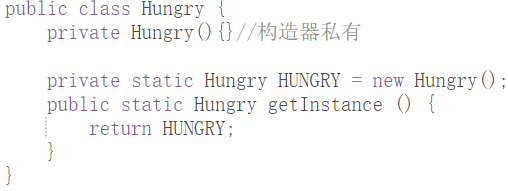 public class Hungry {
    private Hungry(){}//构造器私有
    private static Hungry HUNGRY = new Hungry();
    public static Hungry getInstance () {
        return HUNGRY;
    }
}